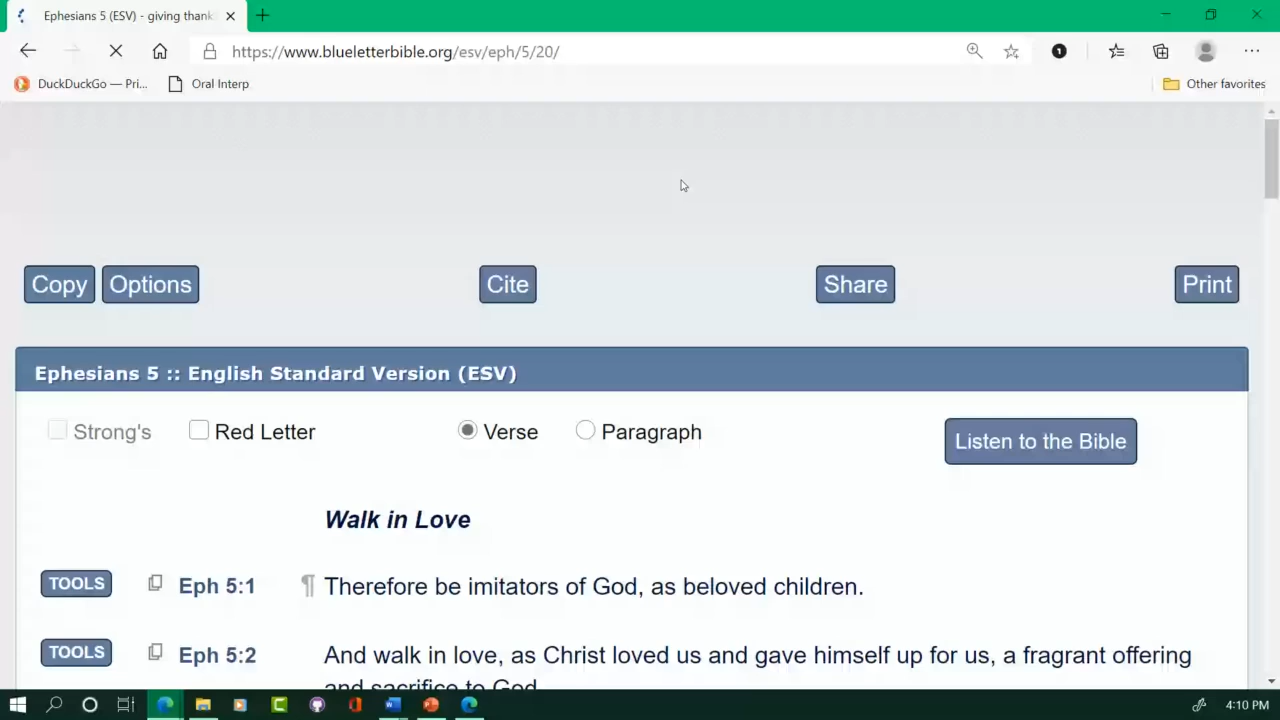 Ephesians 5 (ESV) - giving thank
https://www.blueletterbible.org/esv/eph/5/20/
DuckDuckGo — Pri...
Oral Interp
Other favorites
Copy
Options
Cite
Share
Print
Ephesians 5 :: English Standard Version (ESV)
Strong's
Red Letter
Verse
Paragraph
Listen to the Bible
Walk in Love
TOOLS
Eph 5:1
¶ Therefore be imitators of God, as beloved children.
TOOLS
Eph 5:2
And walk in love, as Christ loved us and gave himself up for us, a fragrant offering
and sacrifice to God.
4:10 PM